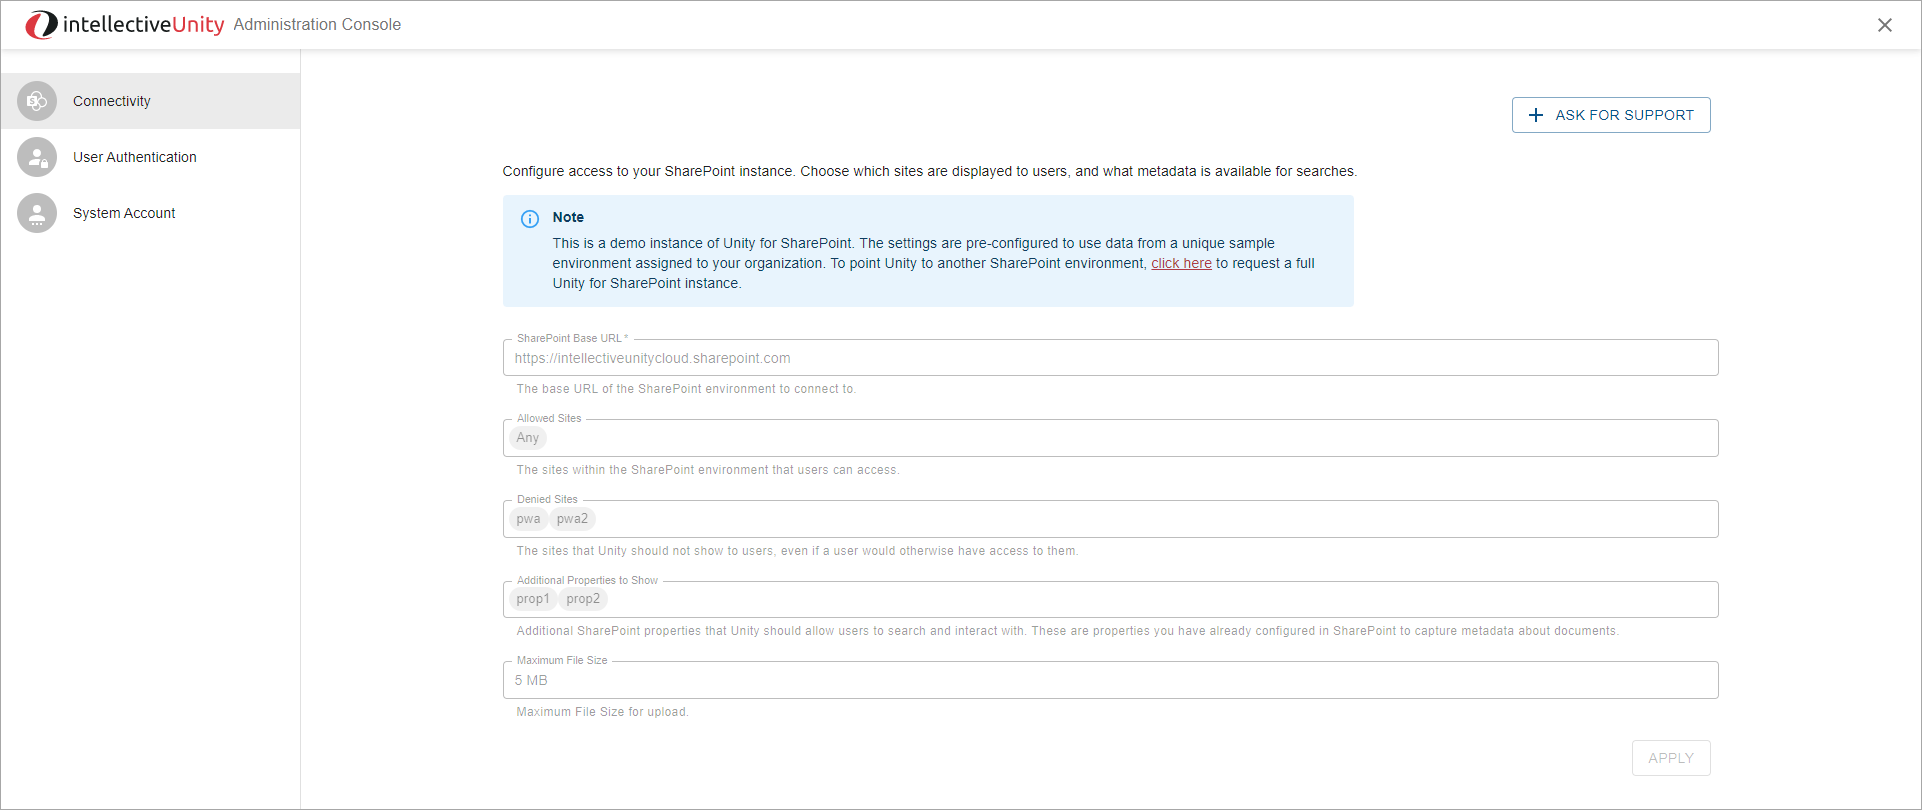 intellectiveUnity Administration Console
Connectivity
User Authentication
System Account
ASK FOR SUPPORT
Configure access to your SharePoint instance. Choose which sites are displayed to users, and what metadata is available for searches.
Note
This is a demo instance of Unity for SharePoint. The settings are pre-configured to use data from a unique sample
environment assigned to your organization. To point Unity to another SharePoint environment, click here to request a full
Unity for SharePoint instance.
SharePoint Base URL *
https://intellectiveunitycloud.sharepoint.com
The base URL of the SharePoint environment to connect to.
Allowed Sites
Any
The sites within the SharePoint environment that users can access.
Denied Sites
pwa pwa2
The sites that Unity should not show to users, even if a user would otherwise have access to them.
Additional Properties to Show
prop1 prop2
Additional SharePoint properties that Unity should allow users to search and interact with. These are properties you have already configured in SharePoint to capture metadata about documents.
Maximum File Size
5 MB
Maximum File Size for upload.
APPLY